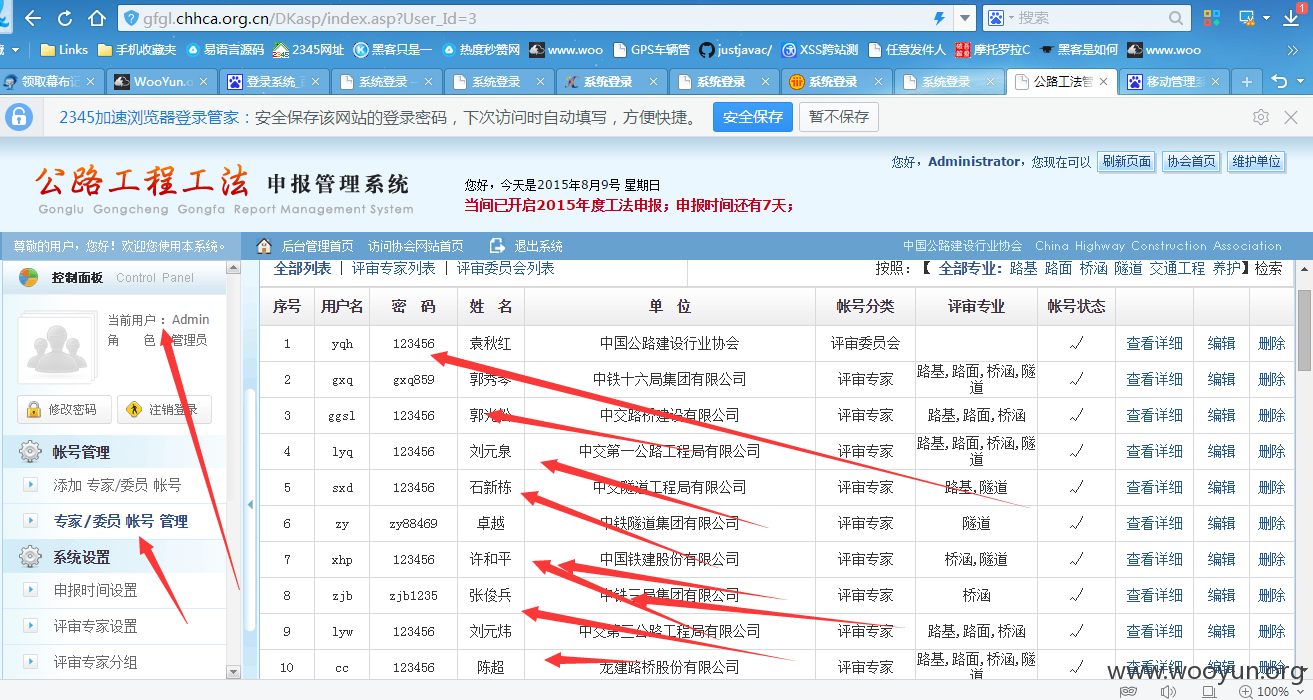 gfgl.chhca.org.cn/DKasp/index.asp?User_Id=3 搜索 1
Links 手机收藏夹 易语言源码 2345网址 黑客只是一 热度秒赞网 www.woo GPS车辆管 justjavac/ XSS跨站测 任意发件人 摩托罗拉C 黑客是如何 www.woo
领取幕布 WooYun.o 登录系统_ 系统登录 系统登录 系统登录 系统登录 系统登录 系统登录 公路工法管 移动管理
2345加速浏览器登录管家：安全保存该网站的登录密码，下次访问时自动填写，方便快捷。 安全保存 暂不保存
您好，Administrator，您现在可以 刷新页面 协会首页 维护单位
公路工程工法 申报管理系统
Gonglu Gongcheng Gongfa Report Management System
您好，今天是2015年8月9号 星期日
当间已开启2015年度工法申报；申报时间还有7天；
尊敬的用户，您好！欢迎您使用本系统。 后台管理首页 访问协会网站首页 退出系统 中国公路建设行业协会 China Highway Construction Association
控制面板 Control Panel
当前用户：Admin
角 色 管理员
修改密码 注销登录
帐号管理
添加 专家/委员 帐号
专家/委员 帐号 管理
系统设置
申报时间设置
评审专家设置
评审专家分组
全部列表 | 评审专家列表 | 评审委员会列表 按照：【 全部专业：路基 路面 桥涵 隧道 交通工程 养护】检索
序号 用户名 密 码 姓 名 单 位 帐号分类 评审专业 帐号状态
1 yqh 123456 袁秋红 中国公路建设行业协会 评审委员会 ✓ 查看详细 编辑 删除
2 gxq gxq859 郭秀琴 中铁十六局集团有限公司 评审专家 路基,路面,桥涵,隧道 ✓ 查看详细 编辑 删除
3 ggsl 123456 郭光松 中交路桥建设有限公司 评审专家 路基,路面,桥涵 ✓ 查看详细 编辑 删除
4 lyq 123456 刘元泉 中交第一公路工程局有限公司 评审专家 路基,路面,桥涵,隧道 ✓ 查看详细 编辑 删除
5 sxd 123456 石新栋 中交隧道工程局有限公司 评审专家 路基,隧道 ✓ 查看详细 编辑 删除
6 zy zy88469 卓越 中铁隧道集团有限公司 评审专家 隧道 ✓ 查看详细 编辑 删除
7 xhp 123456 许和平 中国铁建股份有限公司 评审专家 桥涵,隧道 ✓ 查看详细 编辑 删除
8 zjb zjb1235 张俊兵 中铁三局集团有限公司 评审专家 桥涵 ✓ 查看详细 编辑 删除
9 lyw 123456 刘元炜 中交第三公路工程局有限公司 评审专家 路基,路面,桥涵 ✓ 查看详细 编辑 删除
10 cc 123456 陈超 龙建路桥股份有限公司 评审专家 路基,路面,桥涵,隧道 ✓ 查看详细 编辑 删除
www.wooyun.org
100%